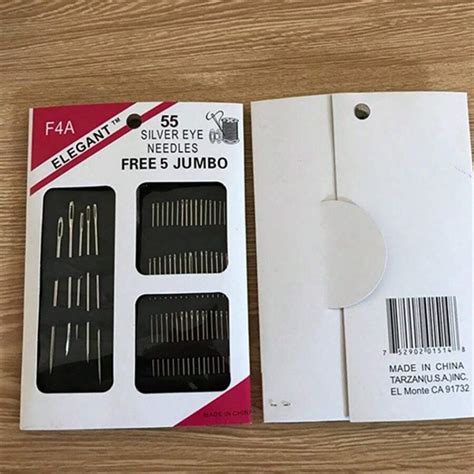 F4A
ELEGANT™
55
SILVER EYE
NEEDLES
FREE 5 JUMBO
MADE IN CHINA
7 52902 01514 8
MADE IN CHINA
TARZAN(U.S.A.)INC.
EL Monte CA 91732